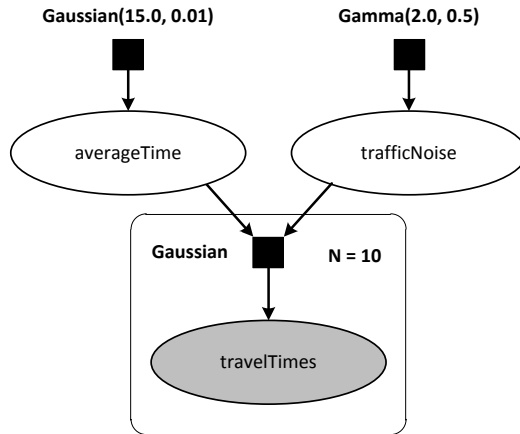 Gaussian(15.0, 0.01)
Gamma(2.0, 0.5)
averageTime
trafficNoise
Gaussian
N = 10
travelTimes